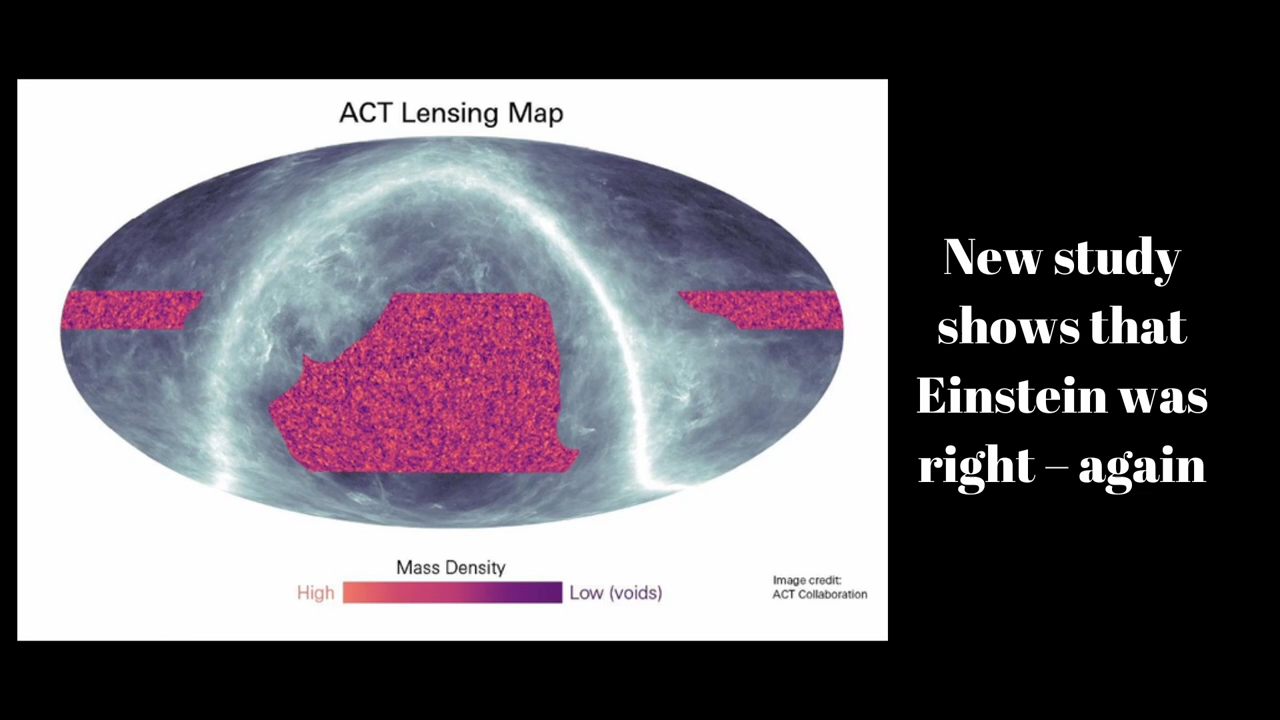 ACT Lensing Map
Mass Density
High
Low (voids)
Image credit:
ACT Collaboration
New study
shows that
Einstein was
right – again